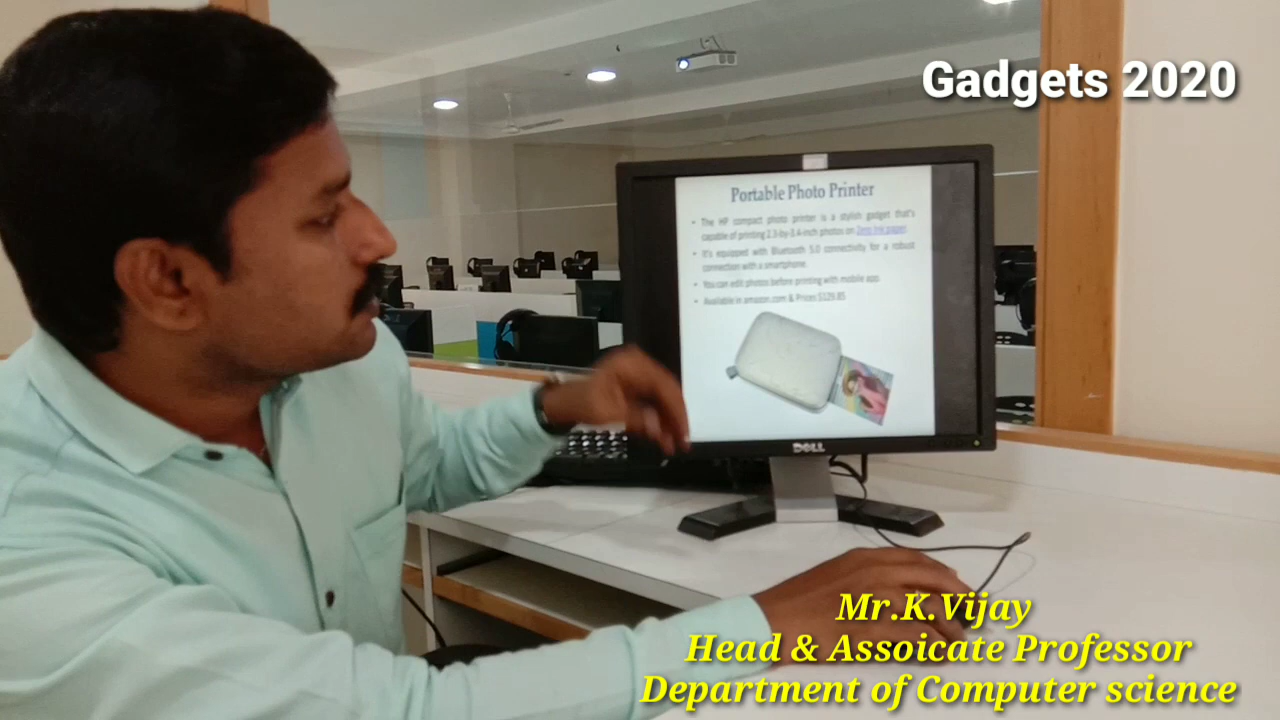 Gadgets 2020
Portable Photo Printer
• The HP compact photo printer is a stylish gadget that's
capable of printing 2.3-by-3.4-inch photos on Zero Ink paper.
• It's equipped with Bluetooth 5.0 connectivity for a robust
connection with a smartphone.
• You can edit photos before printing with mobile app.
• Available in amazon.com & Price: $129.85
DELL
Mr.K.Vijay
Head & Assoicate Professor
Department of Computer science